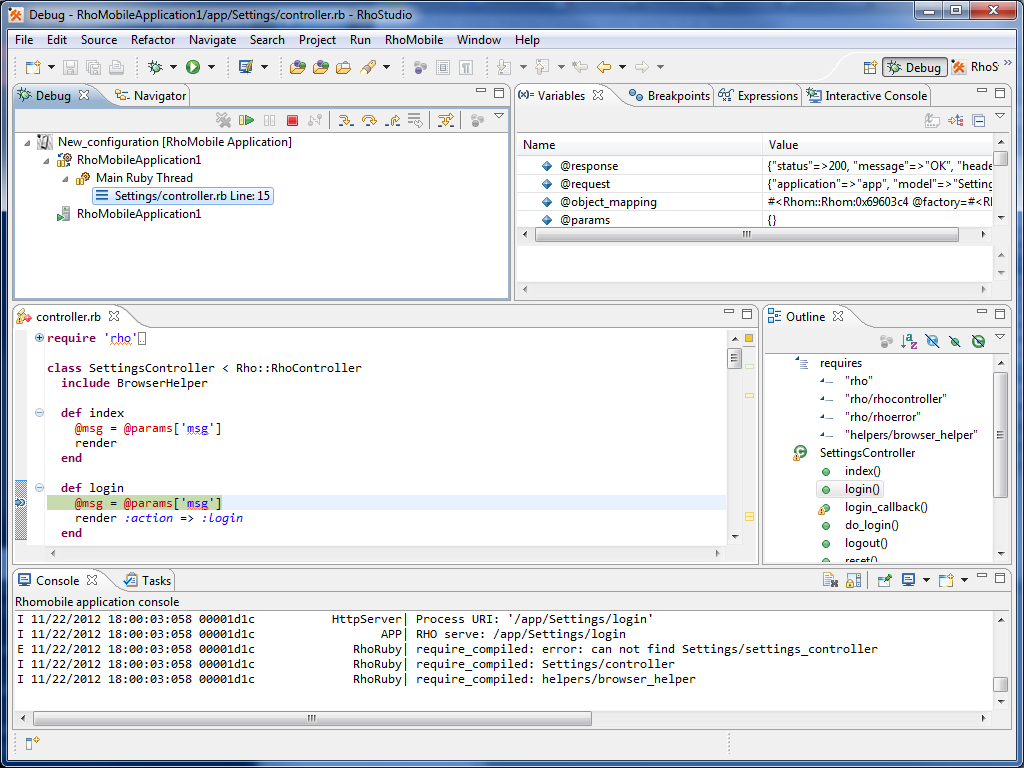 Debug - RhoMobileApplication1/app/Settings/controller.rb - RhoStudio
File Edit Source Refactor Navigate Search Project Run RhoMobile Window Help
Debug RhoS
Debug Navigator
New_configuration [RhoMobile Application]
RhoMobileApplication1
Main Ruby Thread
Settings/controller.rb Line: 15
RhoMobileApplication1
Variables Breakpoints Expressions Interactive Console
Name Value
@response {"status"=>200, "message"=>"OK", "heade
@request {"application"=>"app", "model"=>"Setting
@object_mapping #<Rhom::Rhom:0x69603c4 @factory=#<Rl
@params {}
controller.rb
require 'rho'
class SettingsController < Rho::RhoController
include BrowserHelper
def index
@msg = @params['msg']
render
end
def login
@msg = @params['msg']
render :action => :login
end
Outline
requires
"rho"
"rho/rhocontroller"
"rho/rhoerror"
"helpers/browser_helper"
SettingsController
index()
login()
login_callback()
do_login()
logout()
reset()
Console Tasks
Rhomobile application console
I 11/22/2012 18:00:03:058 00001d1c HttpServer| Process URI: '/app/Settings/login'
I 11/22/2012 18:00:03:058 00001d1c APP| RHO serve: /app/Settings/login
E 11/22/2012 18:00:03:058 00001d1c RhoRuby| require_compiled: error: can not find Settings/settings_controller
I 11/22/2012 18:00:03:058 00001d1c RhoRuby| require_compiled: Settings/controller
I 11/22/2012 18:00:03:058 00001d1c RhoRuby| require_compiled: helpers/browser_helper